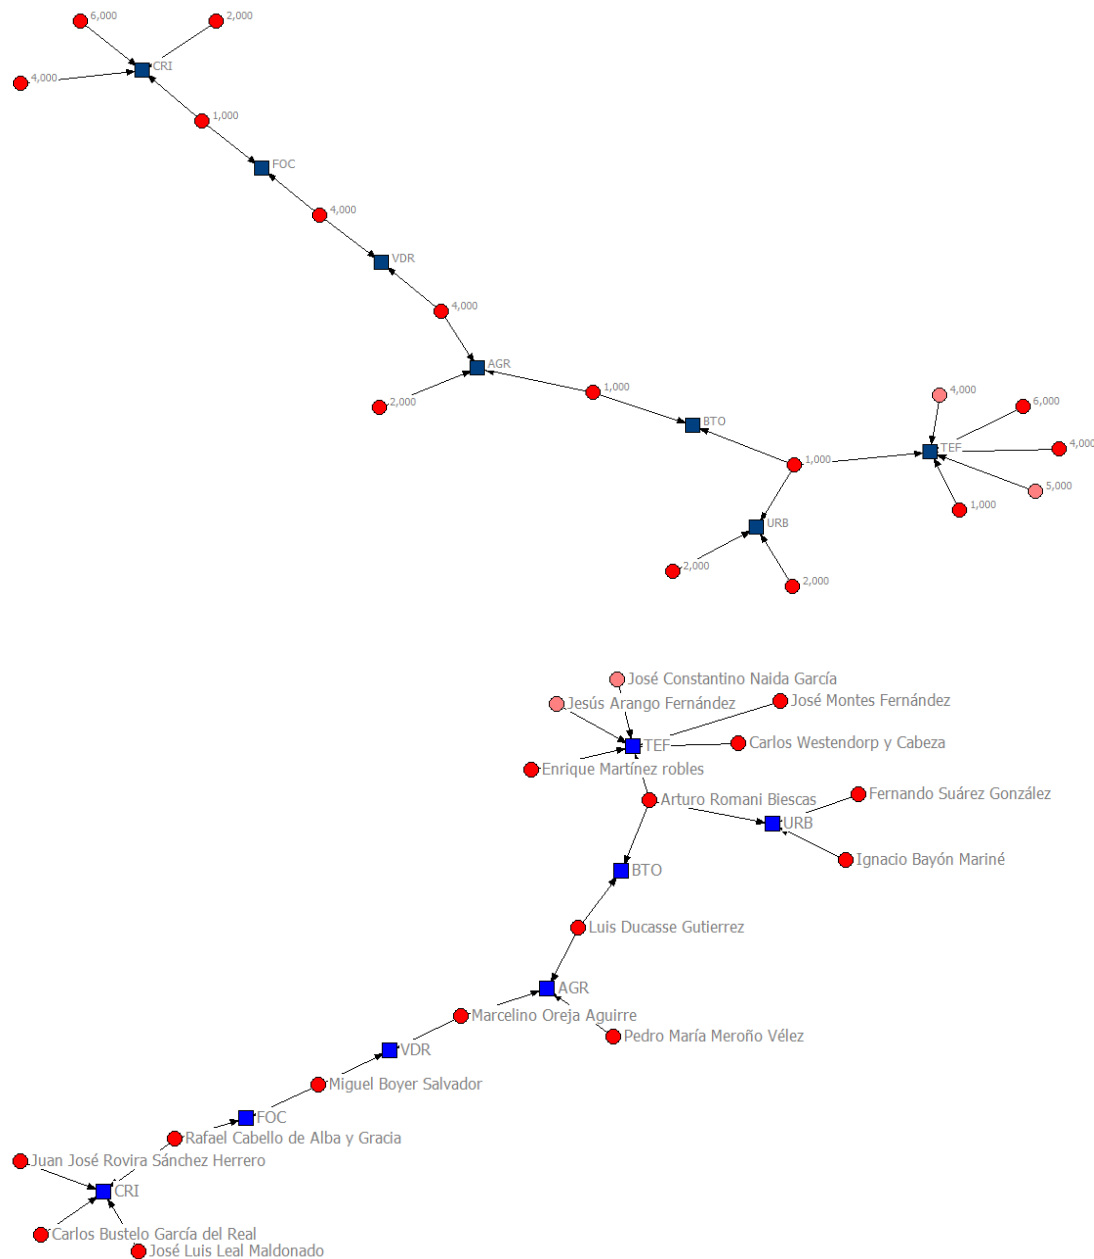 6,000
2,000
CRI
4,000
1,000
FOC
4,000
VDR
4,000
AGR
1,000
2,000
BTO
4,000
6,000
4,000
TEF
1,000
5,000
1,000
URB
2,000
2,000
José Constantino Naida García
Jesús Arango Fernández
José Montes Fernández
TEF
Carlos Westendorp y Cabeza
Enrique Martínez robles
Arturo Romani Biescas
Fernando Suárez González
URB
Ignacio Bayón Mariné
BTO
Luis Ducasse Gutierrez
AGR
Marcelino Oreja Aguirre
Pedro María Meroño Vélez
VDR
Miguel Boyer Salvador
FOC
Rafael Cabello de Alba y Gracia
Juan José Rovira Sánchez Herrero
CRI
Carlos Bustelo García del Real
José Luis Leal Maldonado